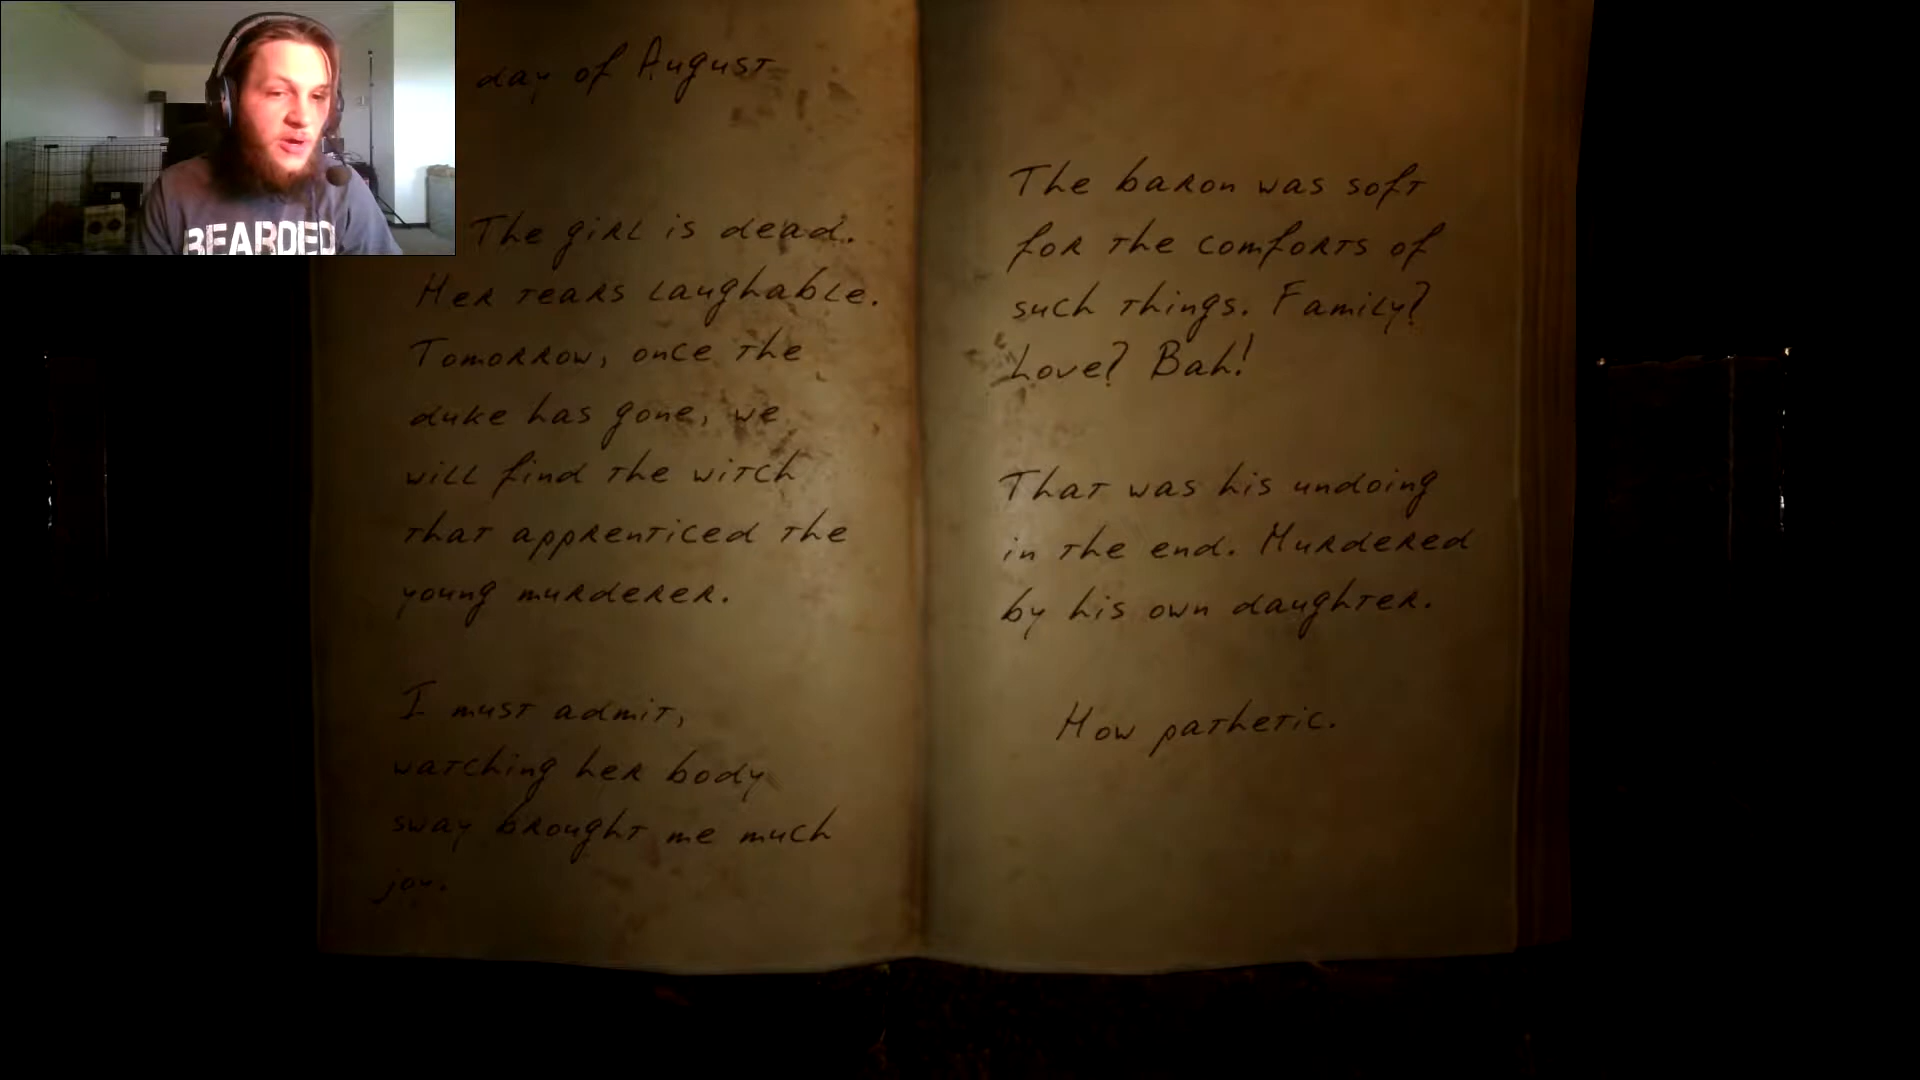 BEARDED
day of August
The girl is dead.
Her tears laughable.
Tomorrow, once the
duke has gone, we
will find the witch
that apprenticed the
young murderer.
I must admit,
watching her body
sway brought me much
joy.
The baron was soft
for the comforts of
such things. Family?
Love? Bah!
That was his undoing
in the end. Murdered
by his own daughter.
How pathetic.